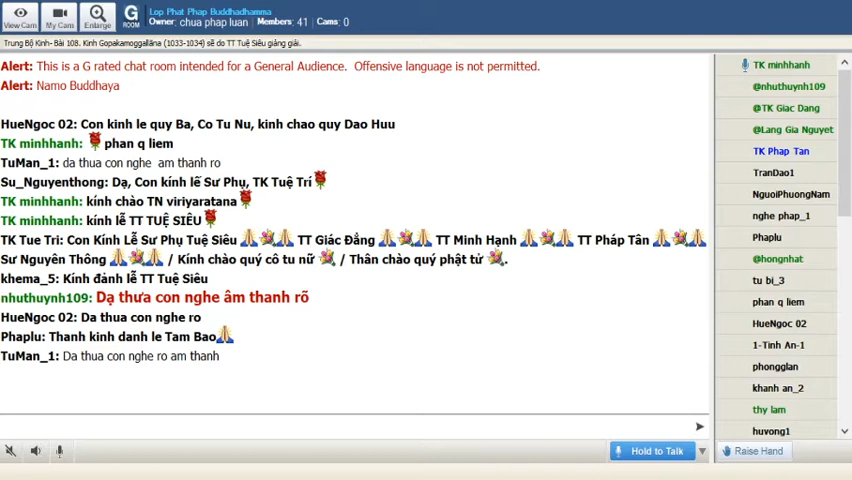 View Cam
My Cam
Enlarge
G
ROOM
Lop Phat Phap Buddhadhamma
Owner: chua phap luan Members: 41 Cams: 0
Trung Bộ Kinh- Bài 108. Kinh Gopakamoggallána (1033-1034) sẽ do TT Tuệ Siêu giảng giải.
Alert: This is a G rated chat room intended for a General Audience. Offensive language is not permitted.
Alert: Namo Buddhaya
HueNgoc 02: Con kinh le quy Ba, Co Tu Nu, kinh chao quy Dao Huu
TK minhhanh: phan q liem
TuMan_1: da thua con nghe am thanh ro
Su_Nguyenthong: Dạ, Con kính lễ Sư Phụ, TK Tuệ Trí
TK minhhanh: kính chào TN viriyaratana
TK minhhanh: kính lễ TT TUỆ SIÊU
TK Tue Tri: Con Kính Lễ Sư Phụ Tuệ Siêu TT Giác Đẳng TT Minh Hạnh TT Pháp Tân
Sư Nguyên Thông / Kính chào quý cô tu nữ / Thân chào quý phật tử .
khema_5: Kính đảnh lễ TT Tuệ Siêu
nhuthuynh109: Dạ thưa con nghe âm thanh rõ
HueNgoc 02: Da thua con nghe ro
Phaplu: Thanh kinh danh le Tam Bao
TuMan_1: Da thua con nghe ro am thanh
Hold to Talk
TK minhhanh
@nhuthuynh109
@TK Giac Dang
@Lang Gia Nguyet
TK Phap Tan
TranDao1
NguoiPhuongNam
nghe phap_1
Phaplu
@hongnhat
tu bi_3
phan q liem
HueNgoc 02
1-Tinh An-1
phongglan
khanh an_2
thy lam
huvong1
Raise Hand